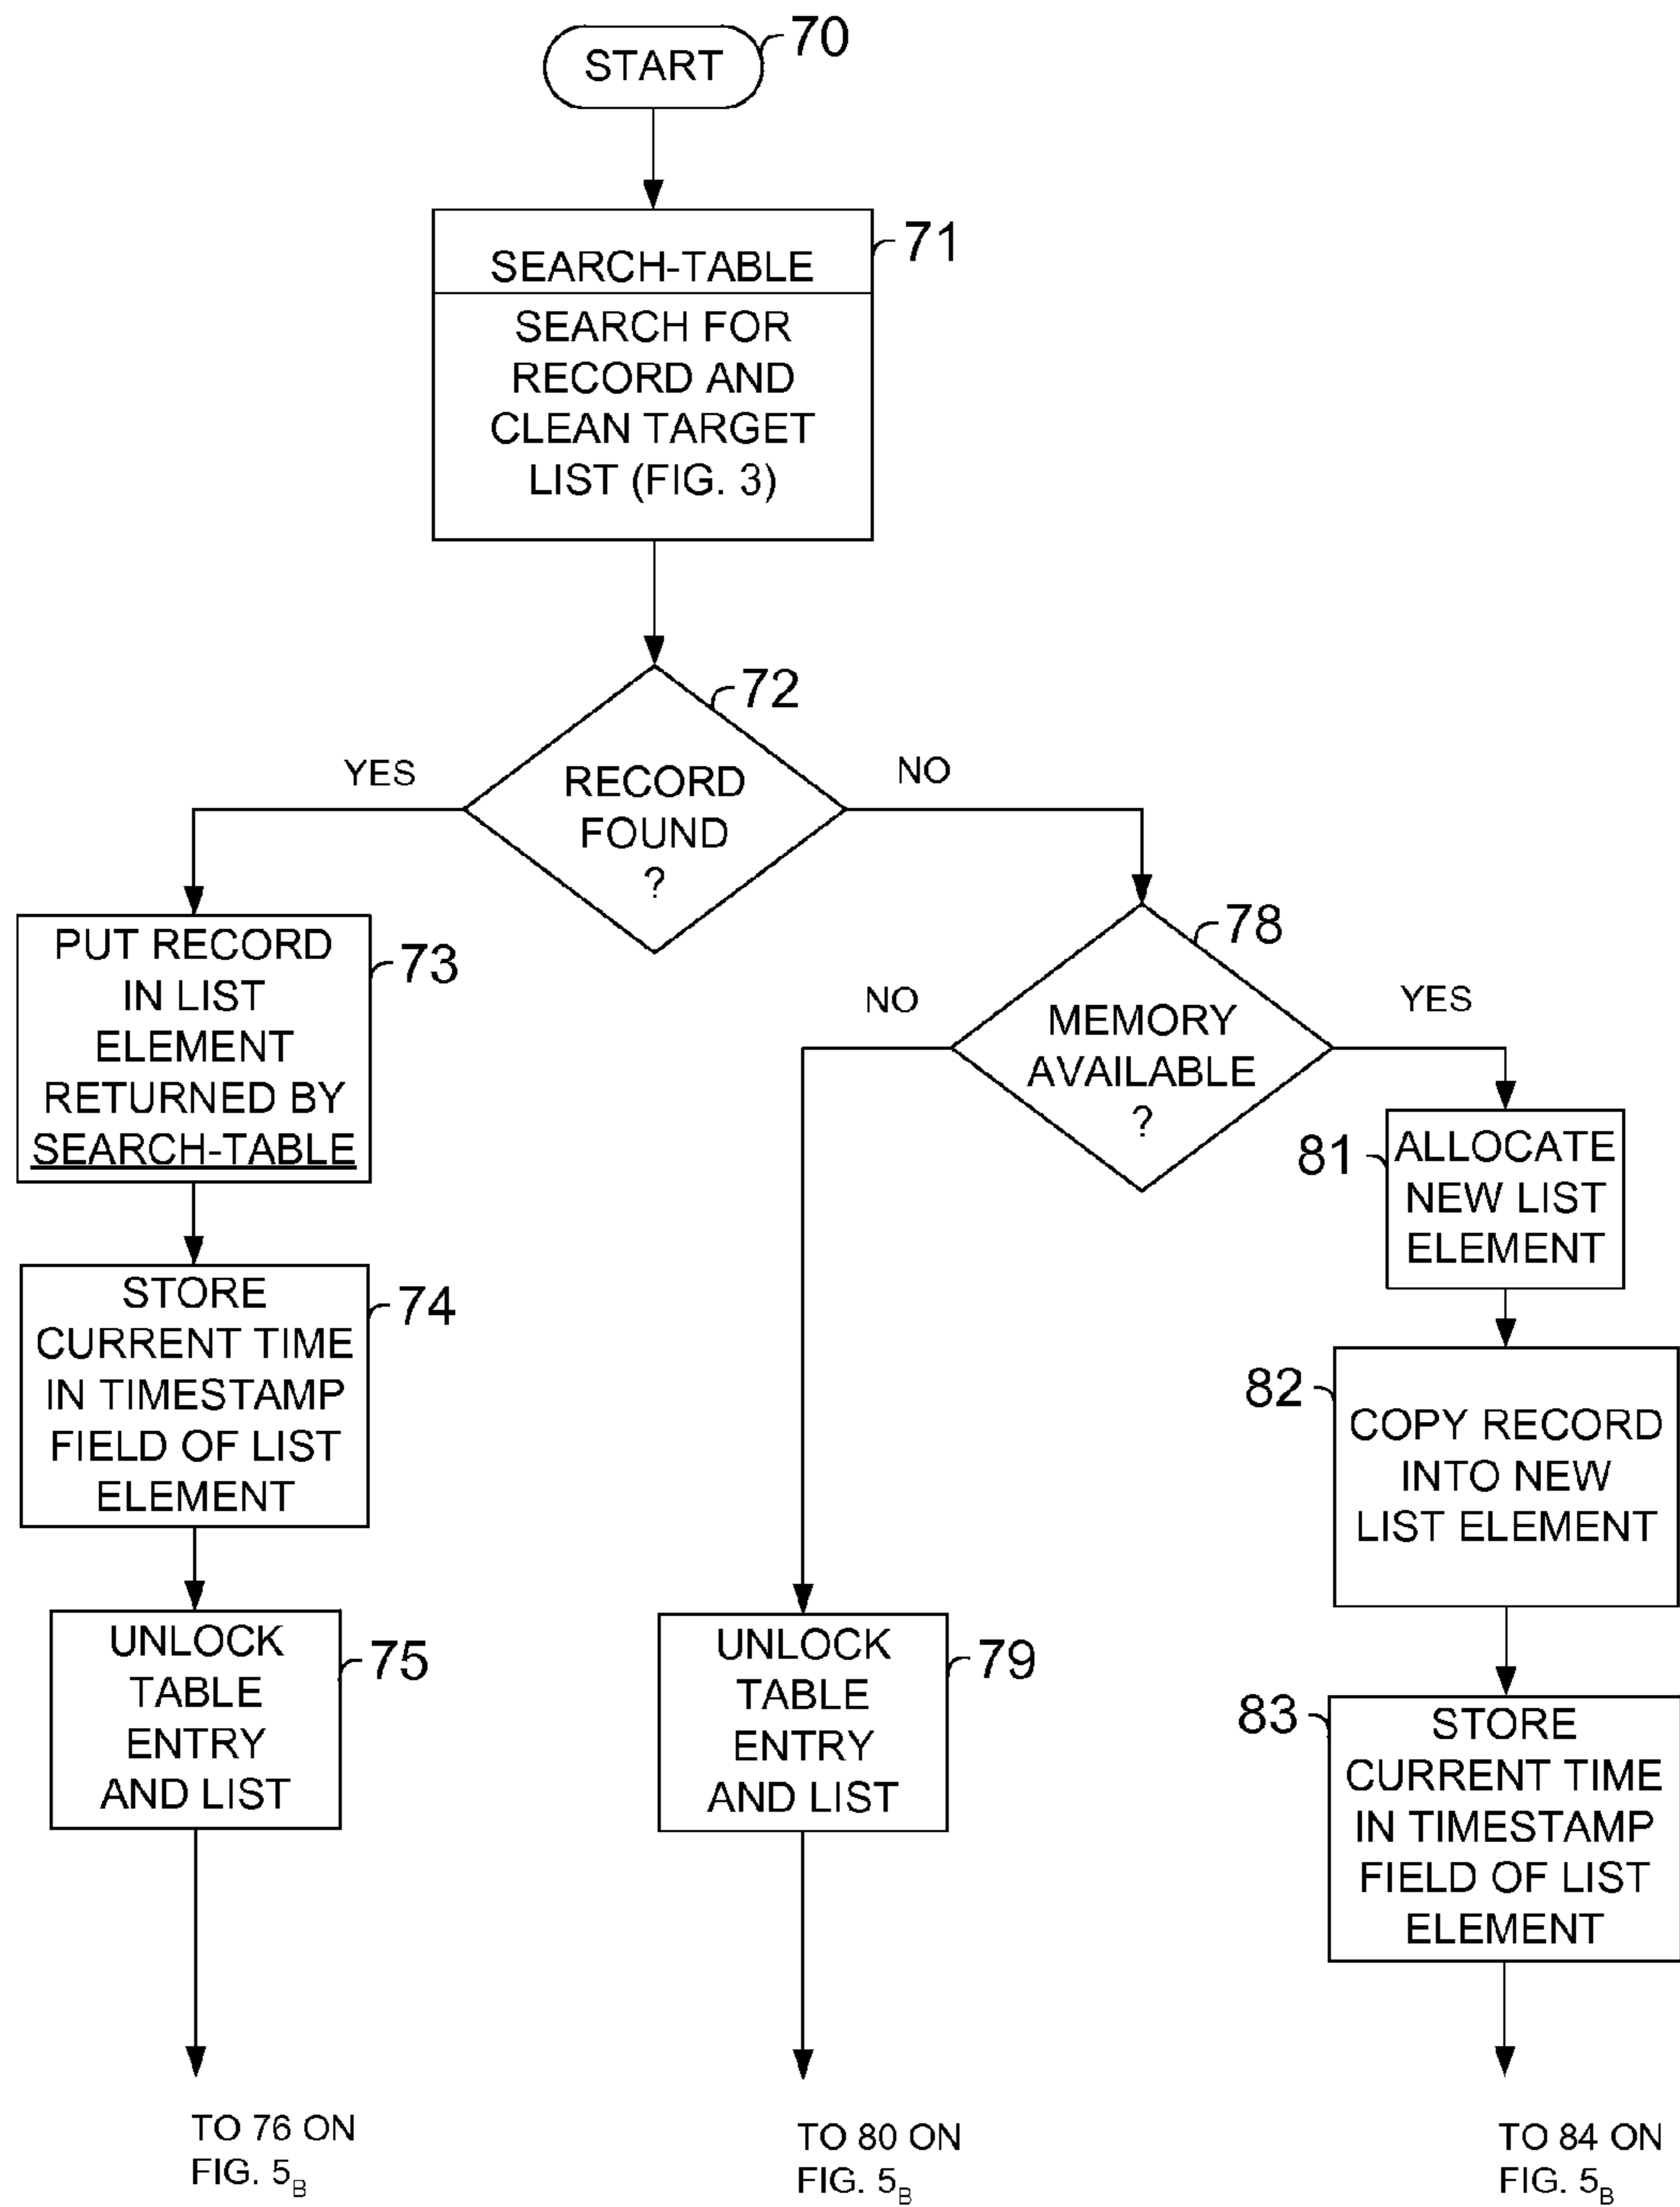 START
70
SEARCH-TABLE
71
SEARCH FOR
RECORD AND
CLEAN TARGET
LIST (FIG. 3)
72
RECORD
FOUND
?
YES
NO
PUT RECORD
IN LIST
ELEMENT
RETURNED BY
SEARCH-TABLE
73
STORE
CURRENT TIME
IN TIMESTAMP
FIELD OF LIST
ELEMENT
74
UNLOCK
TABLE
ENTRY
AND LIST
75
TO 76 ON
FIG. 5B
78
MEMORY
AVAILABLE
?
NO
YES
UNLOCK
TABLE
ENTRY
AND LIST
79
TO 80 ON
FIG. 5B
81
ALLOCATE
NEW LIST
ELEMENT
82
COPY RECORD
INTO NEW
LIST ELEMENT
83
STORE
CURRENT TIME
IN TIMESTAMP
FIELD OF LIST
ELEMENT
TO 84 ON
FIG. 5B